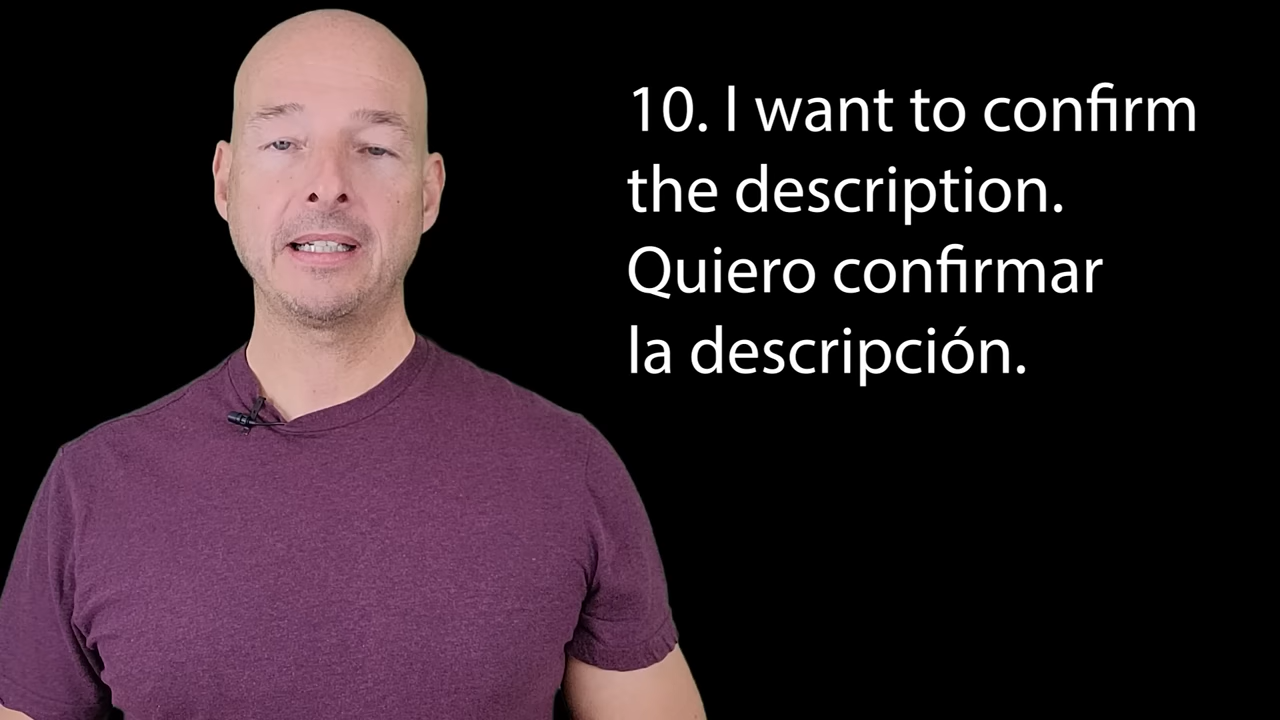 10. I want to confirm
the description.
Quiero confirmar
la descripción.